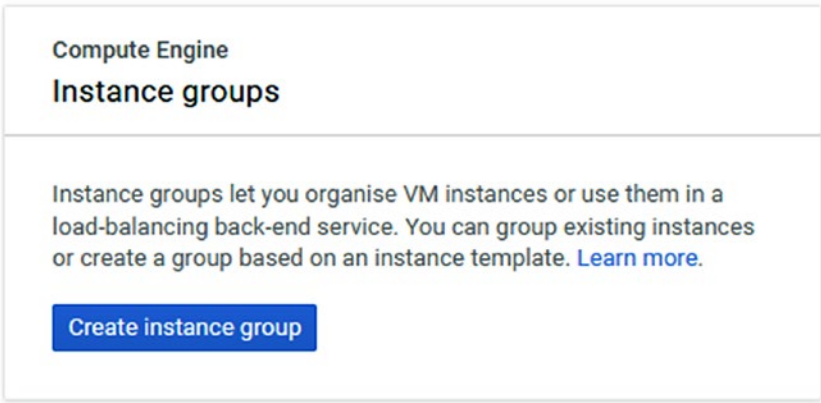 Compute Engine
Instance groups
Instance groups let you organise VM instances or use them in a
load-balancing back-end service. You can group existing instances
or create a group based on an instance template. Learn more.
Create instance group